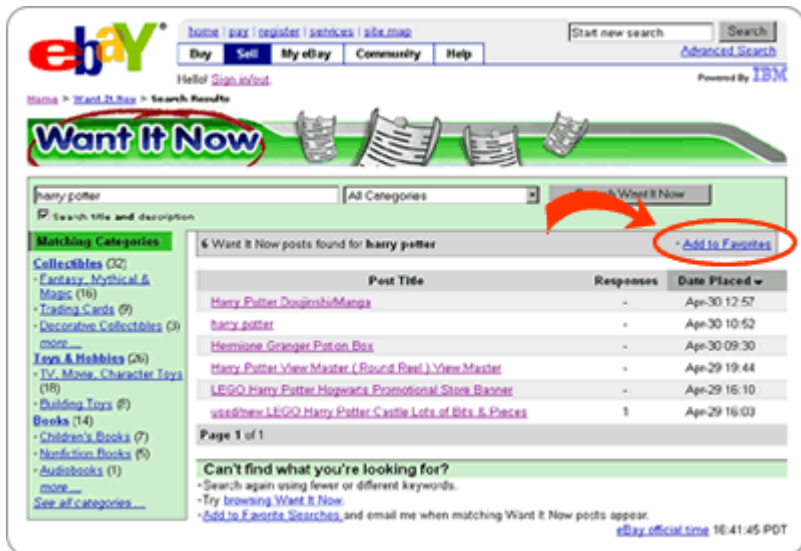 ebY
home | pay | register | services | site map
Start new search Search
Buy Sell My eBay Community Help
Advanced Search
Hello! Sign in/out.
Powered By IBM
Home > Want It Now > Search Results
Want It Now
harry potter All Categories Want It Now
Search title and description
Matching Categories
6 Want It Now posts found for harry potter
· Add to Favorites
Collectibles (32)
· Fantasy, Mythical & Magic (16)
· Trading Cards (9)
· Decorative Collectibles (3)
more ...
Toys & Hobbies (26)
· TV, Movie, Character Toys (18)
· Building Toys
Books (14)
· Children's Books (7)
· Nonfiction Books (5)
· Audiobooks (1)
more ...
See all categories ...
Post Title Responses Date Placed
Harry Potter Doujinshi/Manga - Apr-30 12:57
harry potter - Apr-30 10:52
Hermione Granger Potion Box - Apr-30 09:30
Harry Potter View Master ( Round Reel ) View Master - Apr-29 19:44
LEGO Harry Potter Hogwarts Promotional Store Banner - Apr-29 16:10
used/new LEGO Harry Potter Castle Lots of Bits & Pieces 1 Apr-29 16:03
Page 1 of 1
Can't find what you're looking for?
· Search again using fewer or different keywords.
· Try browsing Want It Now.
· Add to Favorite Searches and email me when matching Want It Now posts appear.
eBay official time 16:41:45 PDT